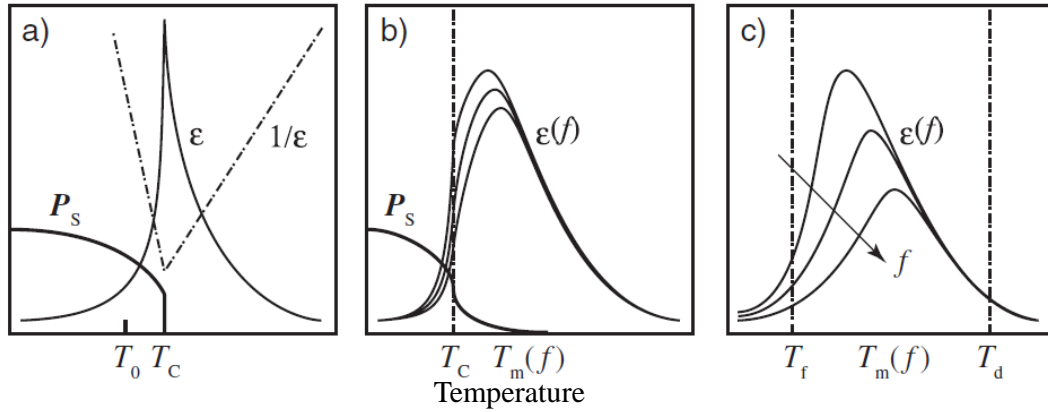 a) b) c)
ε 1/ε ε(f) ε(f)
P_S P_S f
T_0 T_C T_C T_m(f) T_f T_m(f) T_d
Temperature